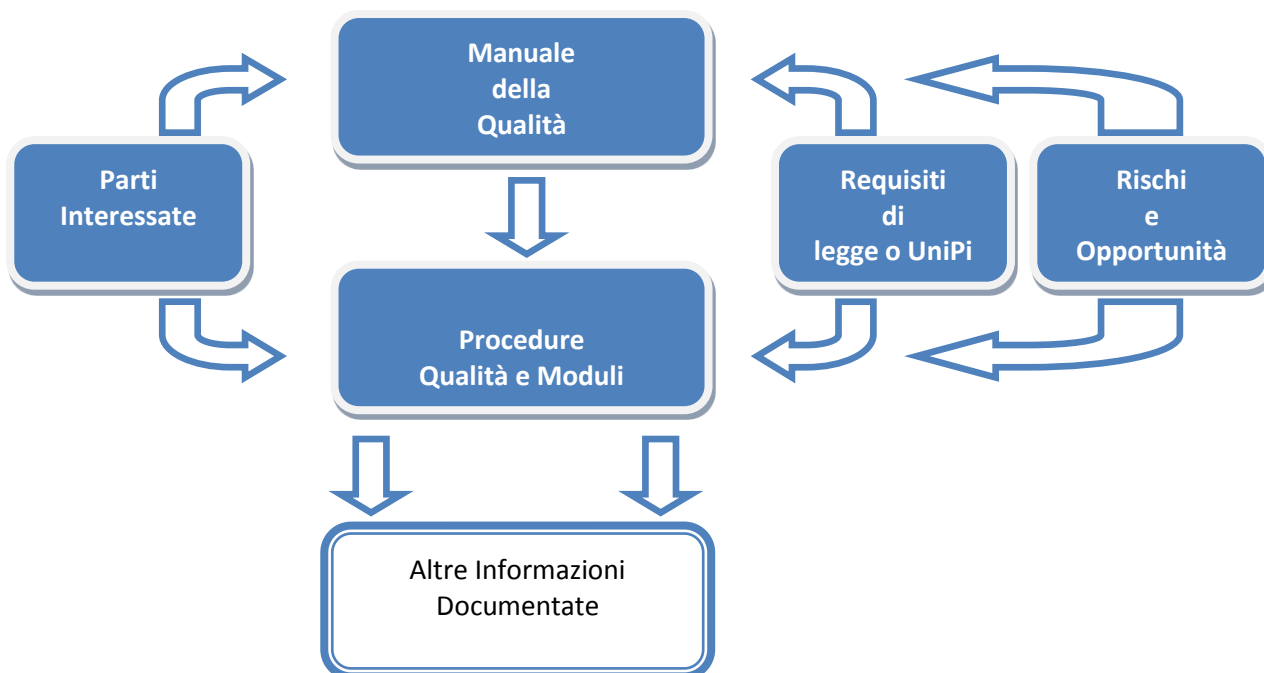 Manuale
della
Qualità
Parti
Interessate
Requisiti
di
legge o UniPi
Rischi
e
Opportunità
Procedure
Qualità e Moduli
Altre Informazioni
Documentate